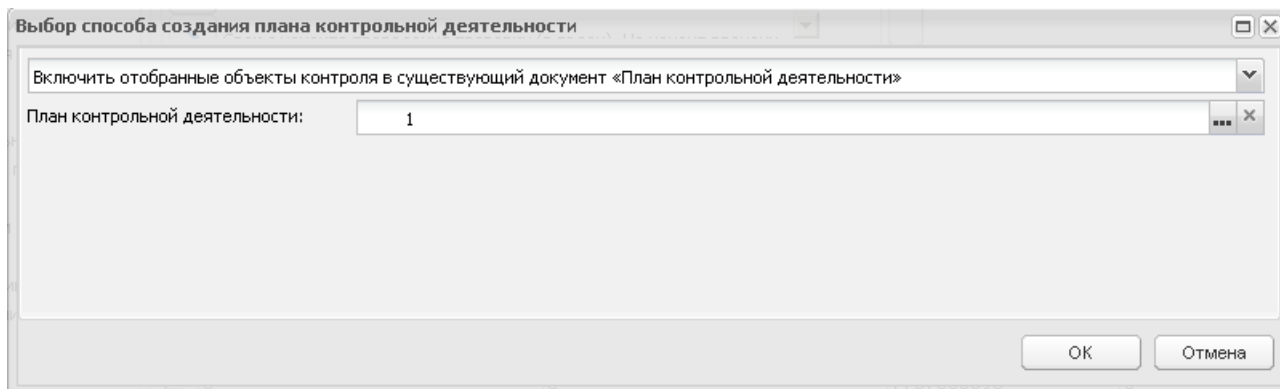 Выбор способа создания плана контрольной деятельности
Включить отобранные объекты контроля в существующий документ «План контрольной деятельности»
План контрольной деятельности: 1
ОК Отмена